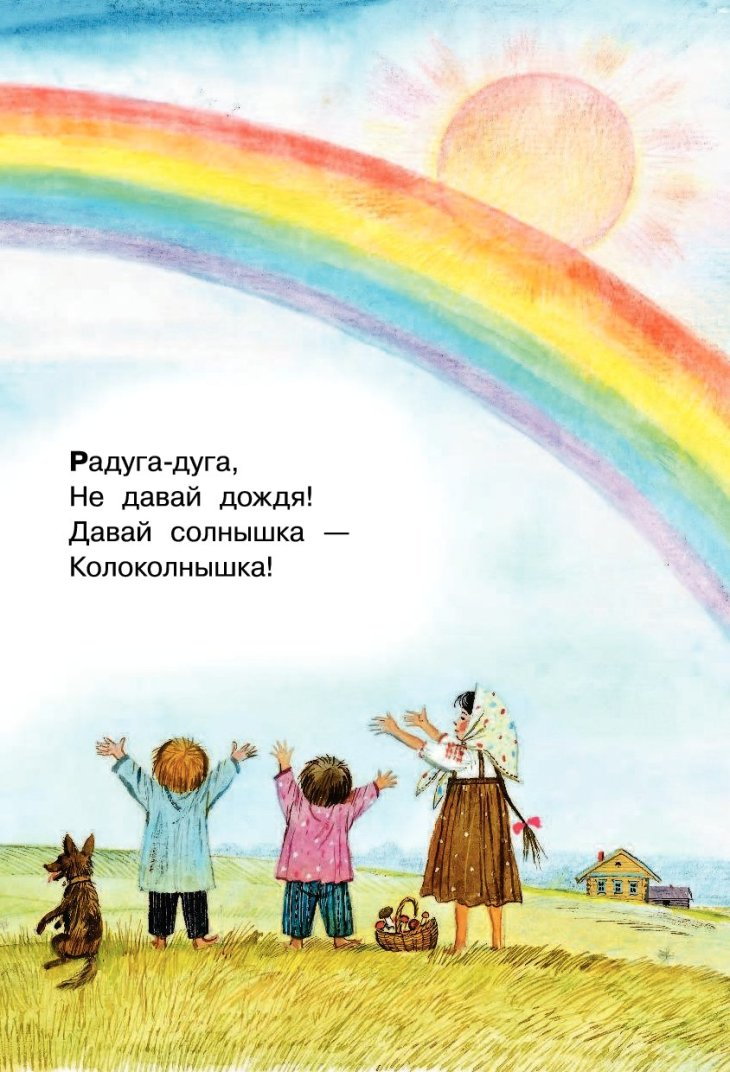 Радуга-дуга,
Не давай дождя!
Давай солнышка —
Колоколнышка!